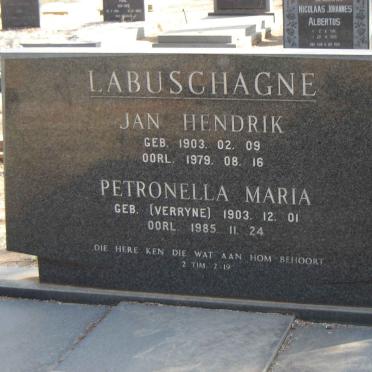 NICOLAAS JOHANNES
ALBERTUS
LABUSCHAGNE
JAN HENDRIK
GEB. 1903. 02. 09
OORL. 1979. 08. 16
PETRONELLA MARIA
GEB. (VERRYNE) 1903. 12. 01
OORL. 1985. 11. 24
DIE HERE KEN DIE WAT AAN HOM BEHOORT
2 TIM. 2:19